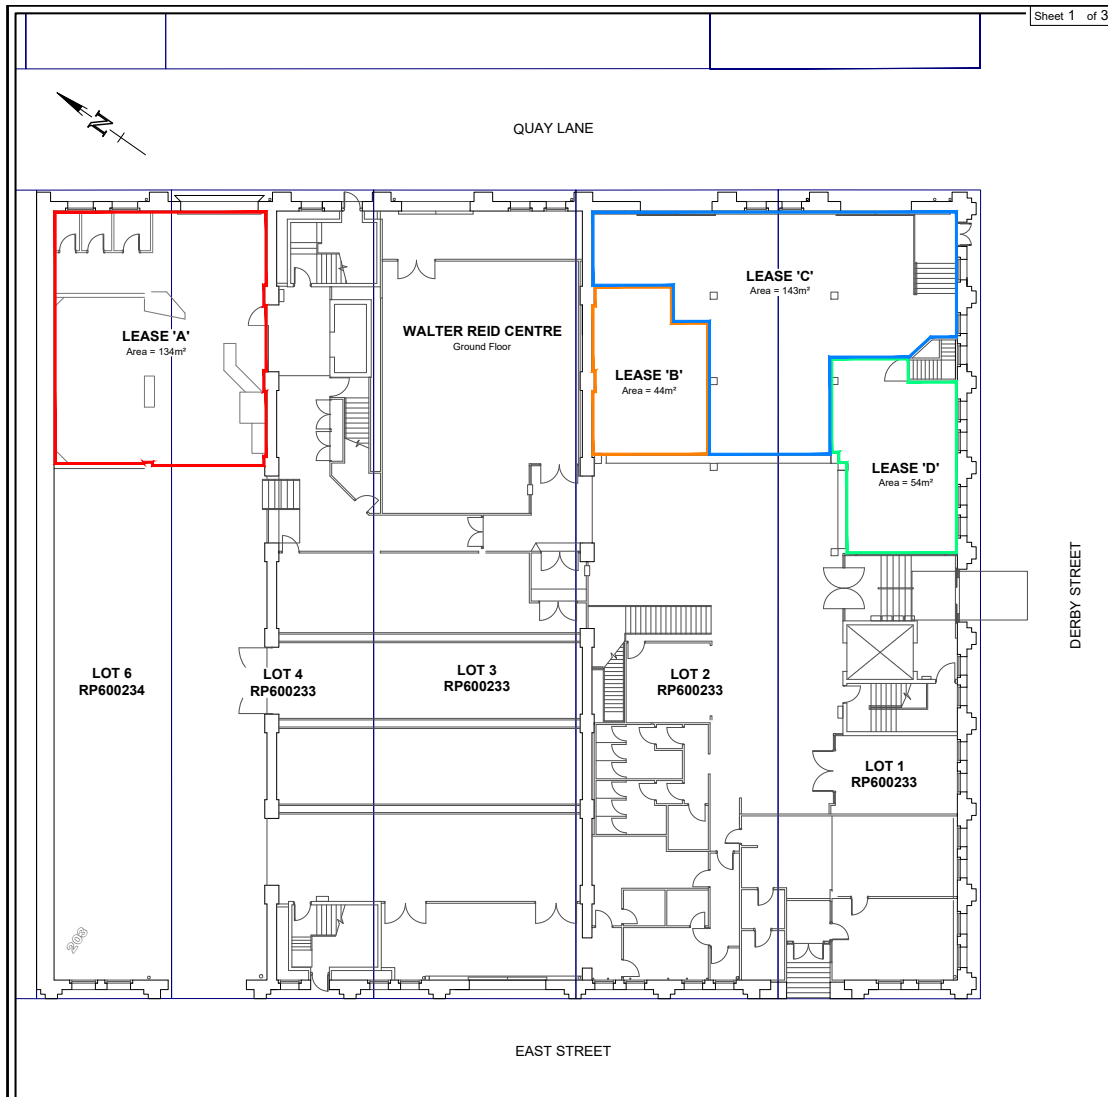 Sheet 1 of 3
N
QUAY LANE
LEASE 'A'
Area = 134m²
WALTER REID CENTRE
Ground Floor
LEASE 'C'
Area = 143m²
LEASE 'B'
Area = 44m²
LEASE 'D'
Area = 54m²
DERBY STREET
LOT 6
RP600234
LOT 4
RP600233
LOT 3
RP600233
LOT 2
RP600233
LOT 1
RP600233
203
EAST STREET